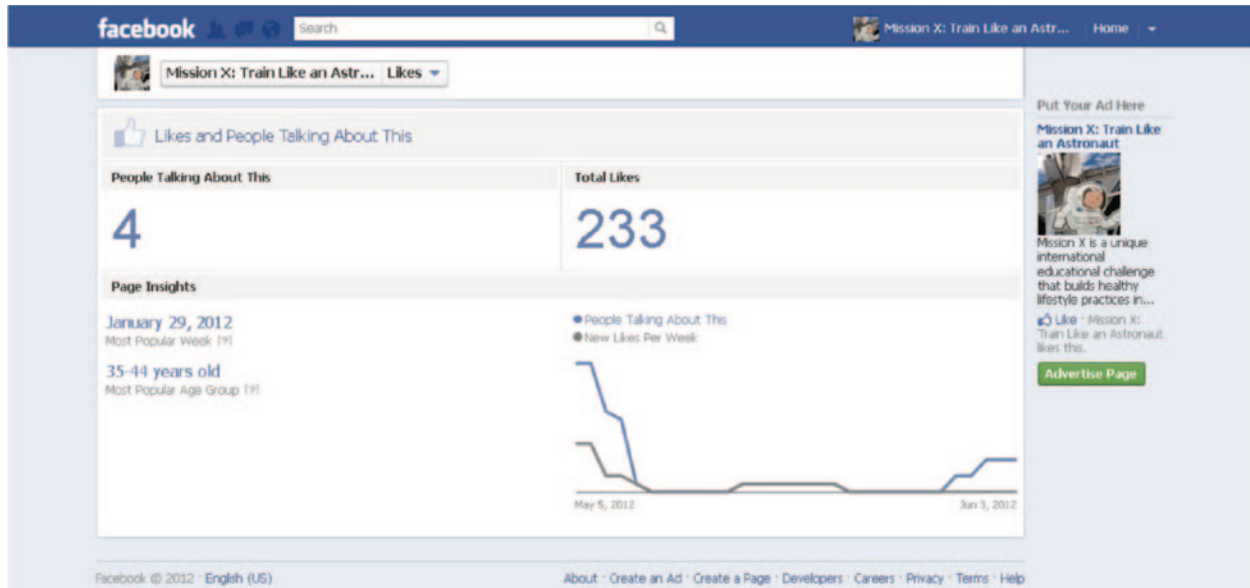 facebook Search Mission X: Train Like an Astr... Home
Mission X: Train Like an Astr... Likes
Likes and People Talking About This
People Talking About This
4
Total Likes
233
Page Insights
January 29, 2012
Most Popular Week [?]
35-44 years old
Most Popular Age Group [?]
People Talking About This
New Likes Per Week
May 5, 2012 Jun 3, 2012
Put Your Ad Here
Mission X: Train Like
an Astronaut
Mission X is a unique
international
educational challenge
that builds healthy
lifestyle practices in...
Like · Mission X:
Train Like an Astronaut
likes this.
Advertise Page
Facebook © 2012 · English (US)
About · Create an Ad · Create a Page · Developers · Careers · Privacy · Terms · Help